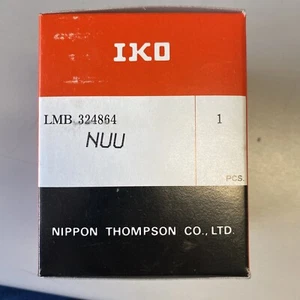 IKO
LMB 324864 1
NUU
PCS.
NIPPON THOMPSON CO., LTD.